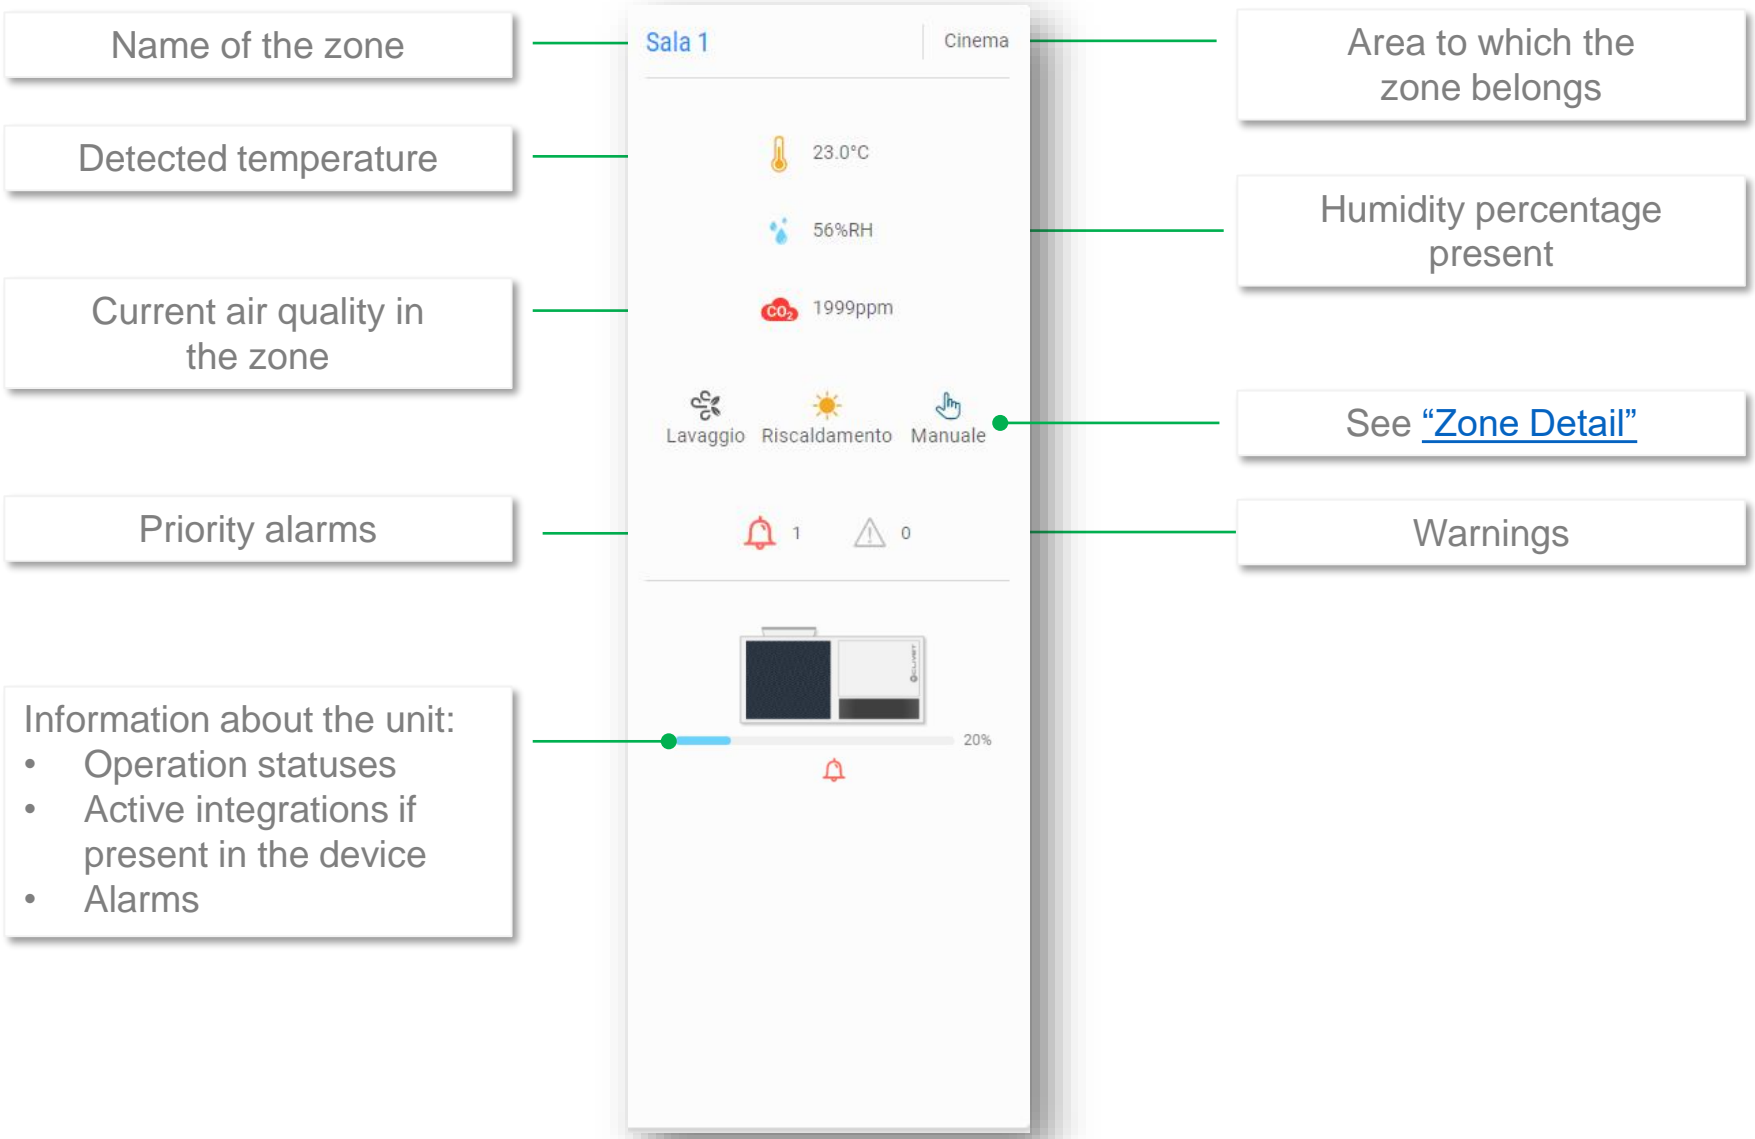 Name of the zone
Sala 1
Cinema
Area to which the
zone belongs
Detected temperature
23.0°C
Humidity percentage
present
56%RH
Current air quality in
the zone
CO₂
1999ppm
Lavaggio
Riscaldamento
Manuale
See “Zone Detail”
Priority alarms
1
0
Warnings
CLIVET
Information about the unit:
• Operation statuses
• Active integrations if
present in the device
• Alarms
20%